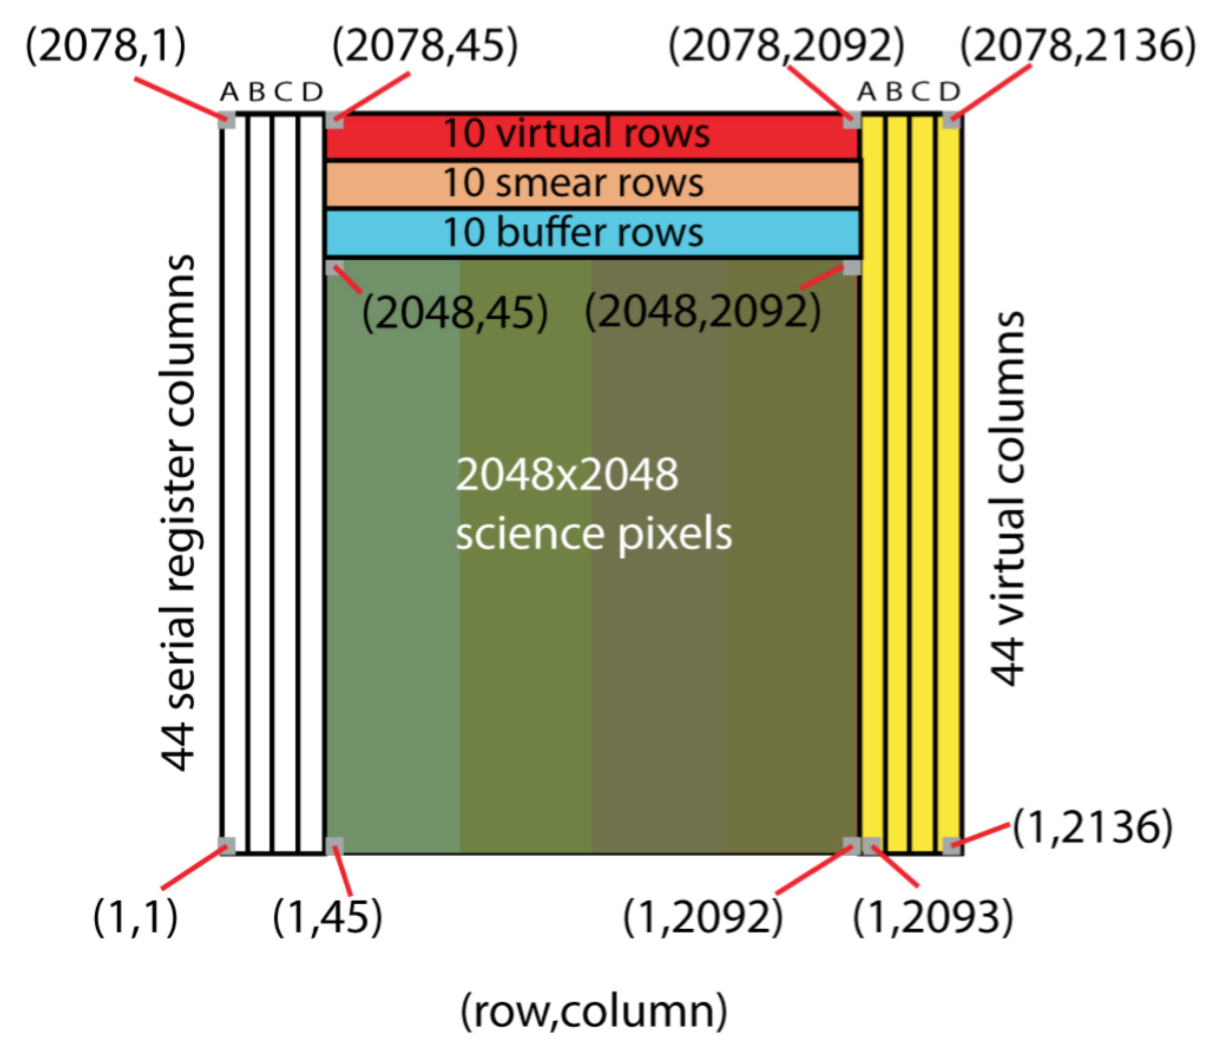 (2078,1)
(2078,45)
(2078,2092)
(2078,2136)
A B C D
A B C D
10 virtual rows
10 smear rows
10 buffer rows
(2048,45)
(2048,2092)
44 serial register columns
2048x2048
science pixels
44 virtual columns
(1,2136)
(1,1)
(1,45)
(1,2092)
(1,2093)
(row,column)